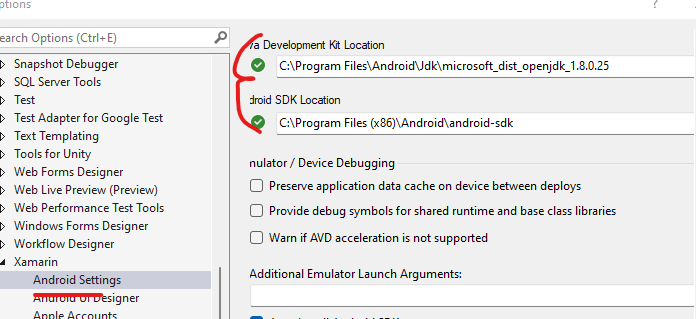 ptions
?
earch Options (Ctrl+E)
Snapshot Debugger
SQL Server Tools
Test
Test Adapter for Google Test
Text Templating
Tools for Unity
Web Forms Designer
Web Live Preview (Preview)
Web Performance Test Tools
Windows Forms Designer
Workflow Designer
Xamarin
Android Settings
Android UI Designer
Apple Accounts
va Development Kit Location
C:\Program Files\Android\Jdk\microsoft_dist_openjdk_1.8.0.25
droid SDK Location
C:\Program Files (x86)\Android\android-sdk
nulator / Device Debugging
Preserve application data cache on device between deploys
Provide debug symbols for shared runtime and base class libraries
Warn if AVD acceleration is not supported
Additional Emulator Launch Arguments: